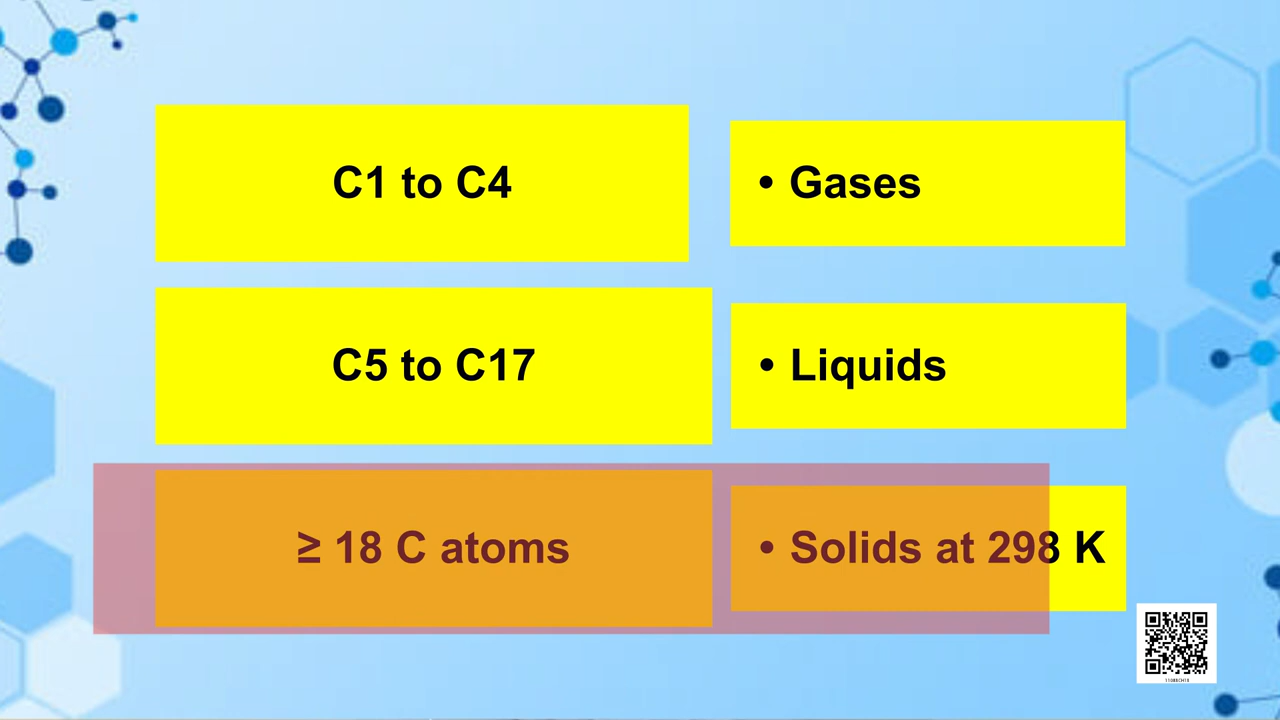 C1 to C4
• Gases
C5 to C17
• Liquids
≥ 18 C atoms
• Solids at 298 K